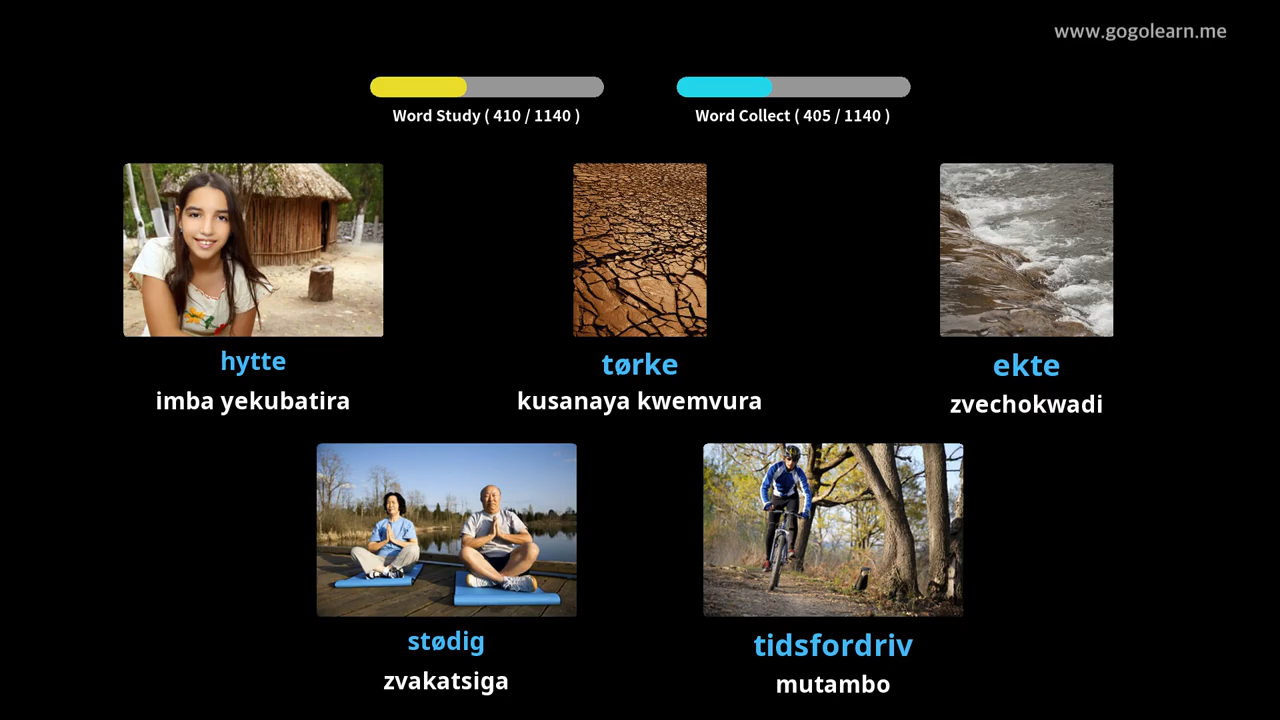 www.gogolearn.me
Word Study ( 410 / 1140 )
Word Collect ( 405 / 1140 )
hytte
imba yekubatira
tørke
kusanaya kwemvura
ekte
zvechokwadi
stødig
zvakatsiga
tidsfordriv
mutambo